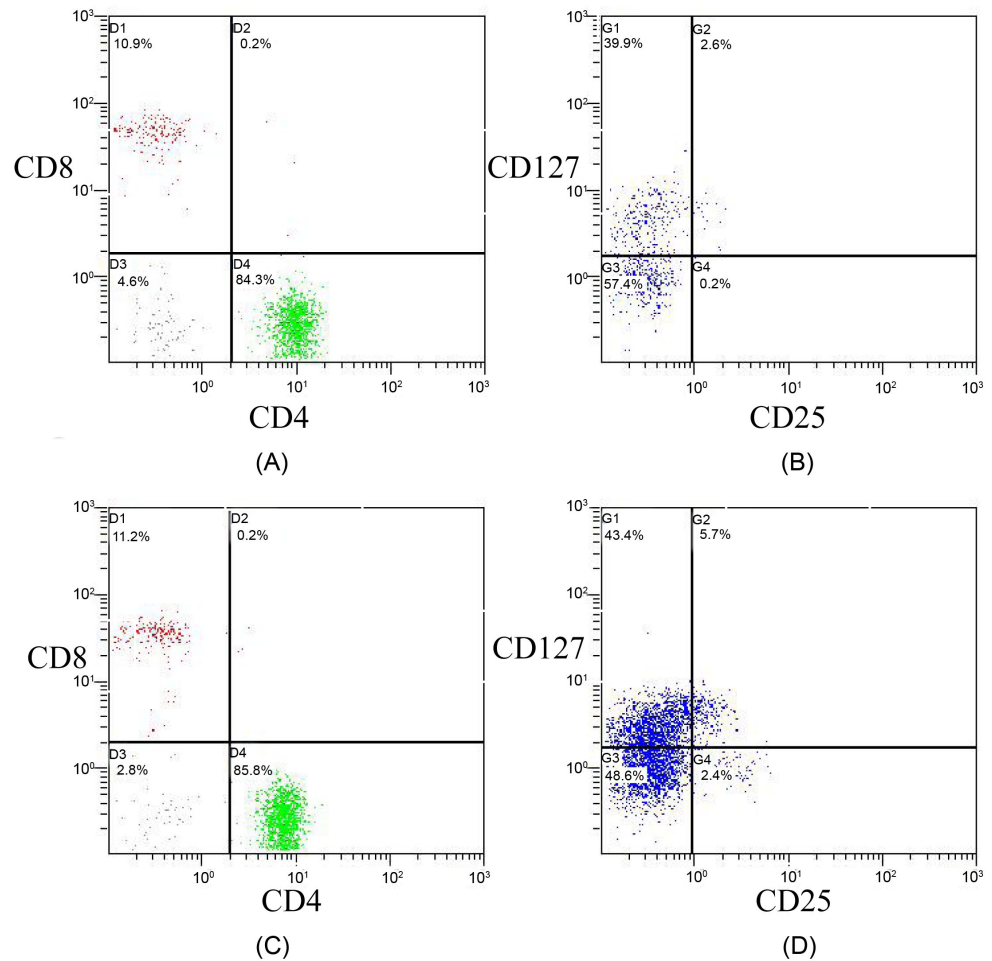 (A)
10³
10²
10¹
10⁰
CD8
D1
10.9%
D2
0.2%
D3
4.6%
D4
84.3%
10⁰ 10¹ 10² 10³
CD4
(B)
10³
10²
10¹
10⁰
CD127
G1
39.9%
G2
2.6%
G3
57.4%
G4
0.2%
10⁰ 10¹ 10² 10³
CD25
(C)
10³
10²
10¹
10⁰
CD8
D1
11.2%
D2
0.2%
D3
2.8%
D4
85.8%
10⁰ 10¹ 10² 10³
CD4
(D)
10³
10²
10¹
10⁰
CD127
G1
43.4%
G2
5.7%
G3
48.6%
G4
2.4%
10⁰ 10¹ 10² 10³
CD25